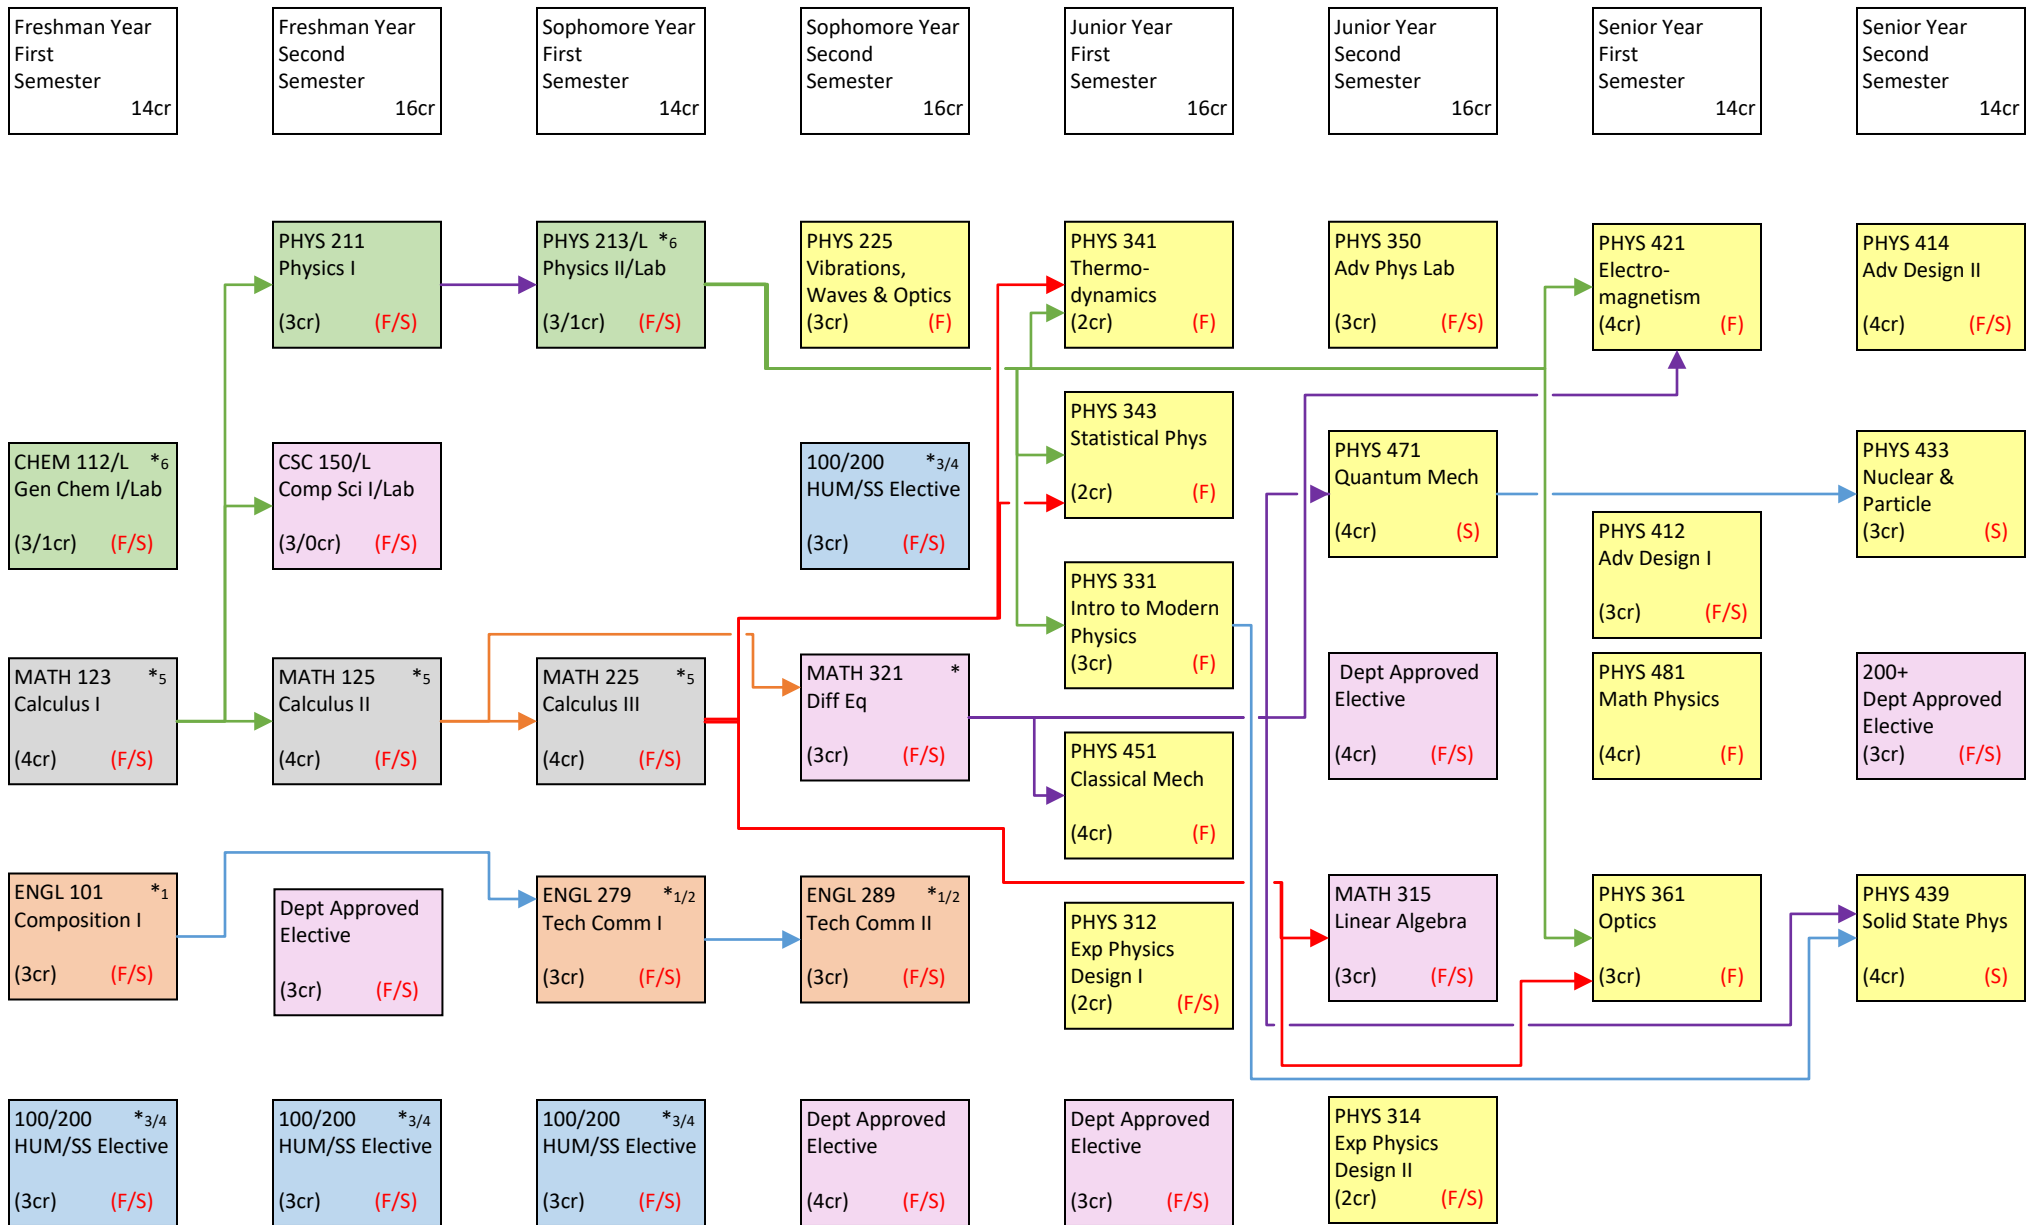 Freshman Year
First
Semester
14cr
Freshman Year
Second
Semester
16cr
Sophomore Year
First
Semester
14cr
Sophomore Year
Second
Semester
16cr
Junior Year
First
Semester
16cr
Junior Year
Second
Semester
16cr
Senior Year
First
Semester
14cr
Senior Year
Second
Semester
14cr
PHYS 211
Physics I
(3cr) (F/S)
PHYS 213/L *6
Physics II/Lab
(3/1cr) (F/S)
PHYS 225
Vibrations,
Waves & Optics
(3cr) (F)
PHYS 341
Thermo-
dynamics
(2cr) (F)
PHYS 350
Adv Phys Lab
(3cr) (F/S)
PHYS 421
Electro-
magnetism
(4cr) (F)
PHYS 414
Adv Design II
(4cr) (F/S)
CHEM 112/L *6
Gen Chem I/Lab
(3/1cr) (F/S)
CSC 150/L
Comp Sci I/Lab
(3/0cr) (F/S)
100/200 *3/4
HUM/SS Elective
(3cr) (F/S)
PHYS 343
Statistical Phys
(2cr) (F)
PHYS 471
Quantum Mech
(4cr) (S)
PHYS 412
Adv Design I
(3cr) (F/S)
PHYS 433
Nuclear &
Particle
(3cr) (S)
MATH 123 *5
Calculus I
(4cr) (F/S)
MATH 125 *5
Calculus II
(4cr) (F/S)
MATH 225 *5
Calculus III
(4cr) (F/S)
MATH 321 *
Diff Eq
(3cr) (F/S)
PHYS 331
Intro to Modern
Physics
(3cr) (F)
PHYS 451
Classical Mech
(4cr) (F)
Dept Approved
Elective
(4cr) (F/S)
PHYS 481
Math Physics
(4cr) (F)
200+
Dept Approved
Elective
(3cr) (F/S)
ENGL 101 *1
Composition I
(3cr) (F/S)
Dept Approved
Elective
(3cr) (F/S)
ENGL 279 *1/2
Tech Comm I
(3cr) (F/S)
ENGL 289 *1/2
Tech Comm II
(3cr) (F/S)
PHYS 312
Exp Physics
Design I
(2cr) (F/S)
MATH 315
Linear Algebra
(3cr) (F/S)
PHYS 361
Optics
(3cr) (F)
PHYS 439
Solid State Phys
(4cr) (S)
100/200 *3/4
HUM/SS Elective
(3cr) (F/S)
100/200 *3/4
HUM/SS Elective
(3cr) (F/S)
100/200 *3/4
HUM/SS Elective
(3cr) (F/S)
Dept Approved
Elective
(4cr) (F/S)
Dept Approved
Elective
(3cr) (F/S)
PHYS 314
Exp Physics
Design II
(2cr) (F/S)